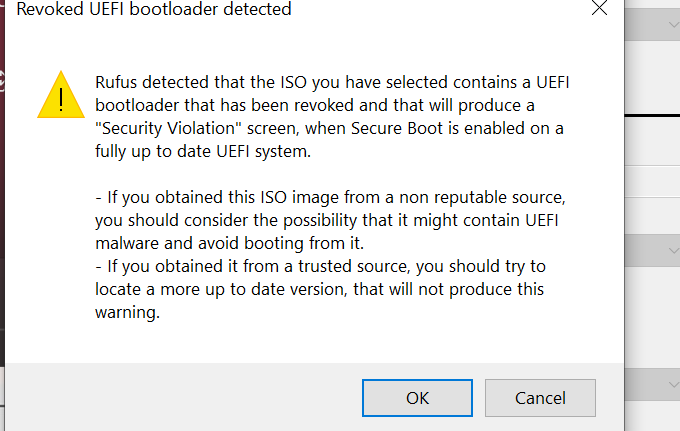 Revoked UEFI bootloader detected
Rufus detected that the ISO you have selected contains a UEFI
bootloader that has been revoked and that will produce a
"Security Violation" screen, when Secure Boot is enabled on a
fully up to date UEFI system.
- If you obtained this ISO image from a non reputable source,
you should consider the possibility that it might contain UEFI
malware and avoid booting from it.
- If you obtained it from a trusted source, you should try to
locate a more up to date version, that will not produce this
warning.
OK
Cancel